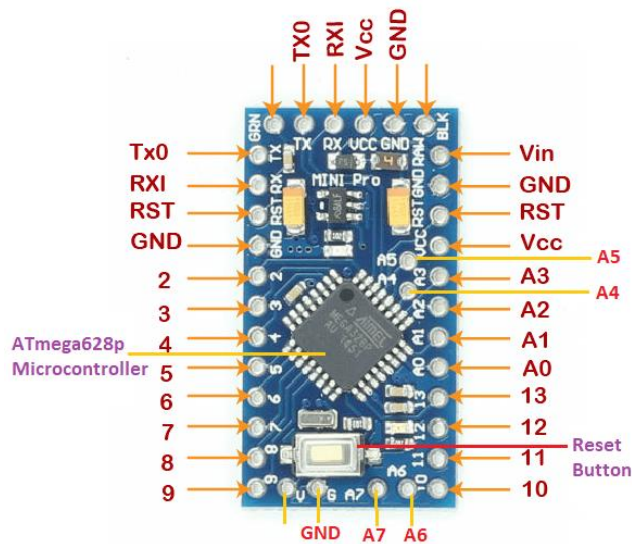 TX0
RXI
Vcc
GND
GRN
BLK
TX
RX
VCC
GND
Tx0
TX
RAW
Vin
RXI
RX
MINI Pro
GND
GND
RST
RST
RST
RST
GND
GND
VCC
Vcc
A5
A5
2
2
A4
A3
A3
A4
3
3
A2
A2
ATmega628p
Microcontroller
4
4
ATMEL
MEGA328P
A1
A1
5
5
A0
A0
6
6
13
13
7
7
12
12
Reset
Button
8
8
11
11
9
9
V
G
A7
A6
10
10
GND
A7
A6